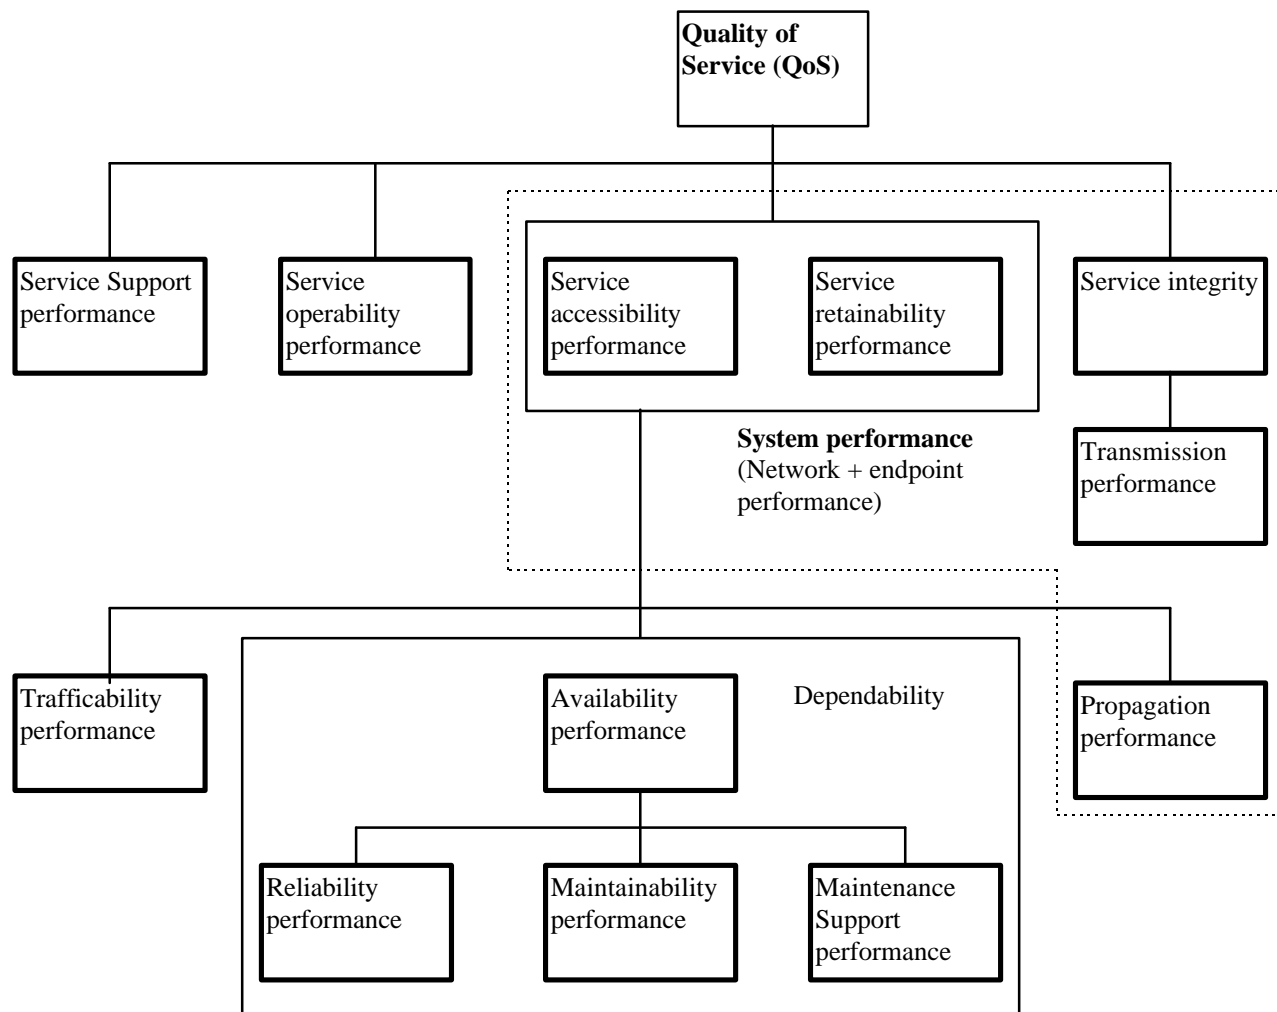 Quality of
Service (QoS)
Service Support
performance
Service
operability
performance
Service
accessibility
performance
Service
retainability
performance
Service integrity
System performance
(Network + endpoint
performance)
Transmission
performance
Trafficability
performance
Availability
performance
Dependability
Propagation
performance
Reliability
performance
Maintainability
performance
Maintenance
Support
performance